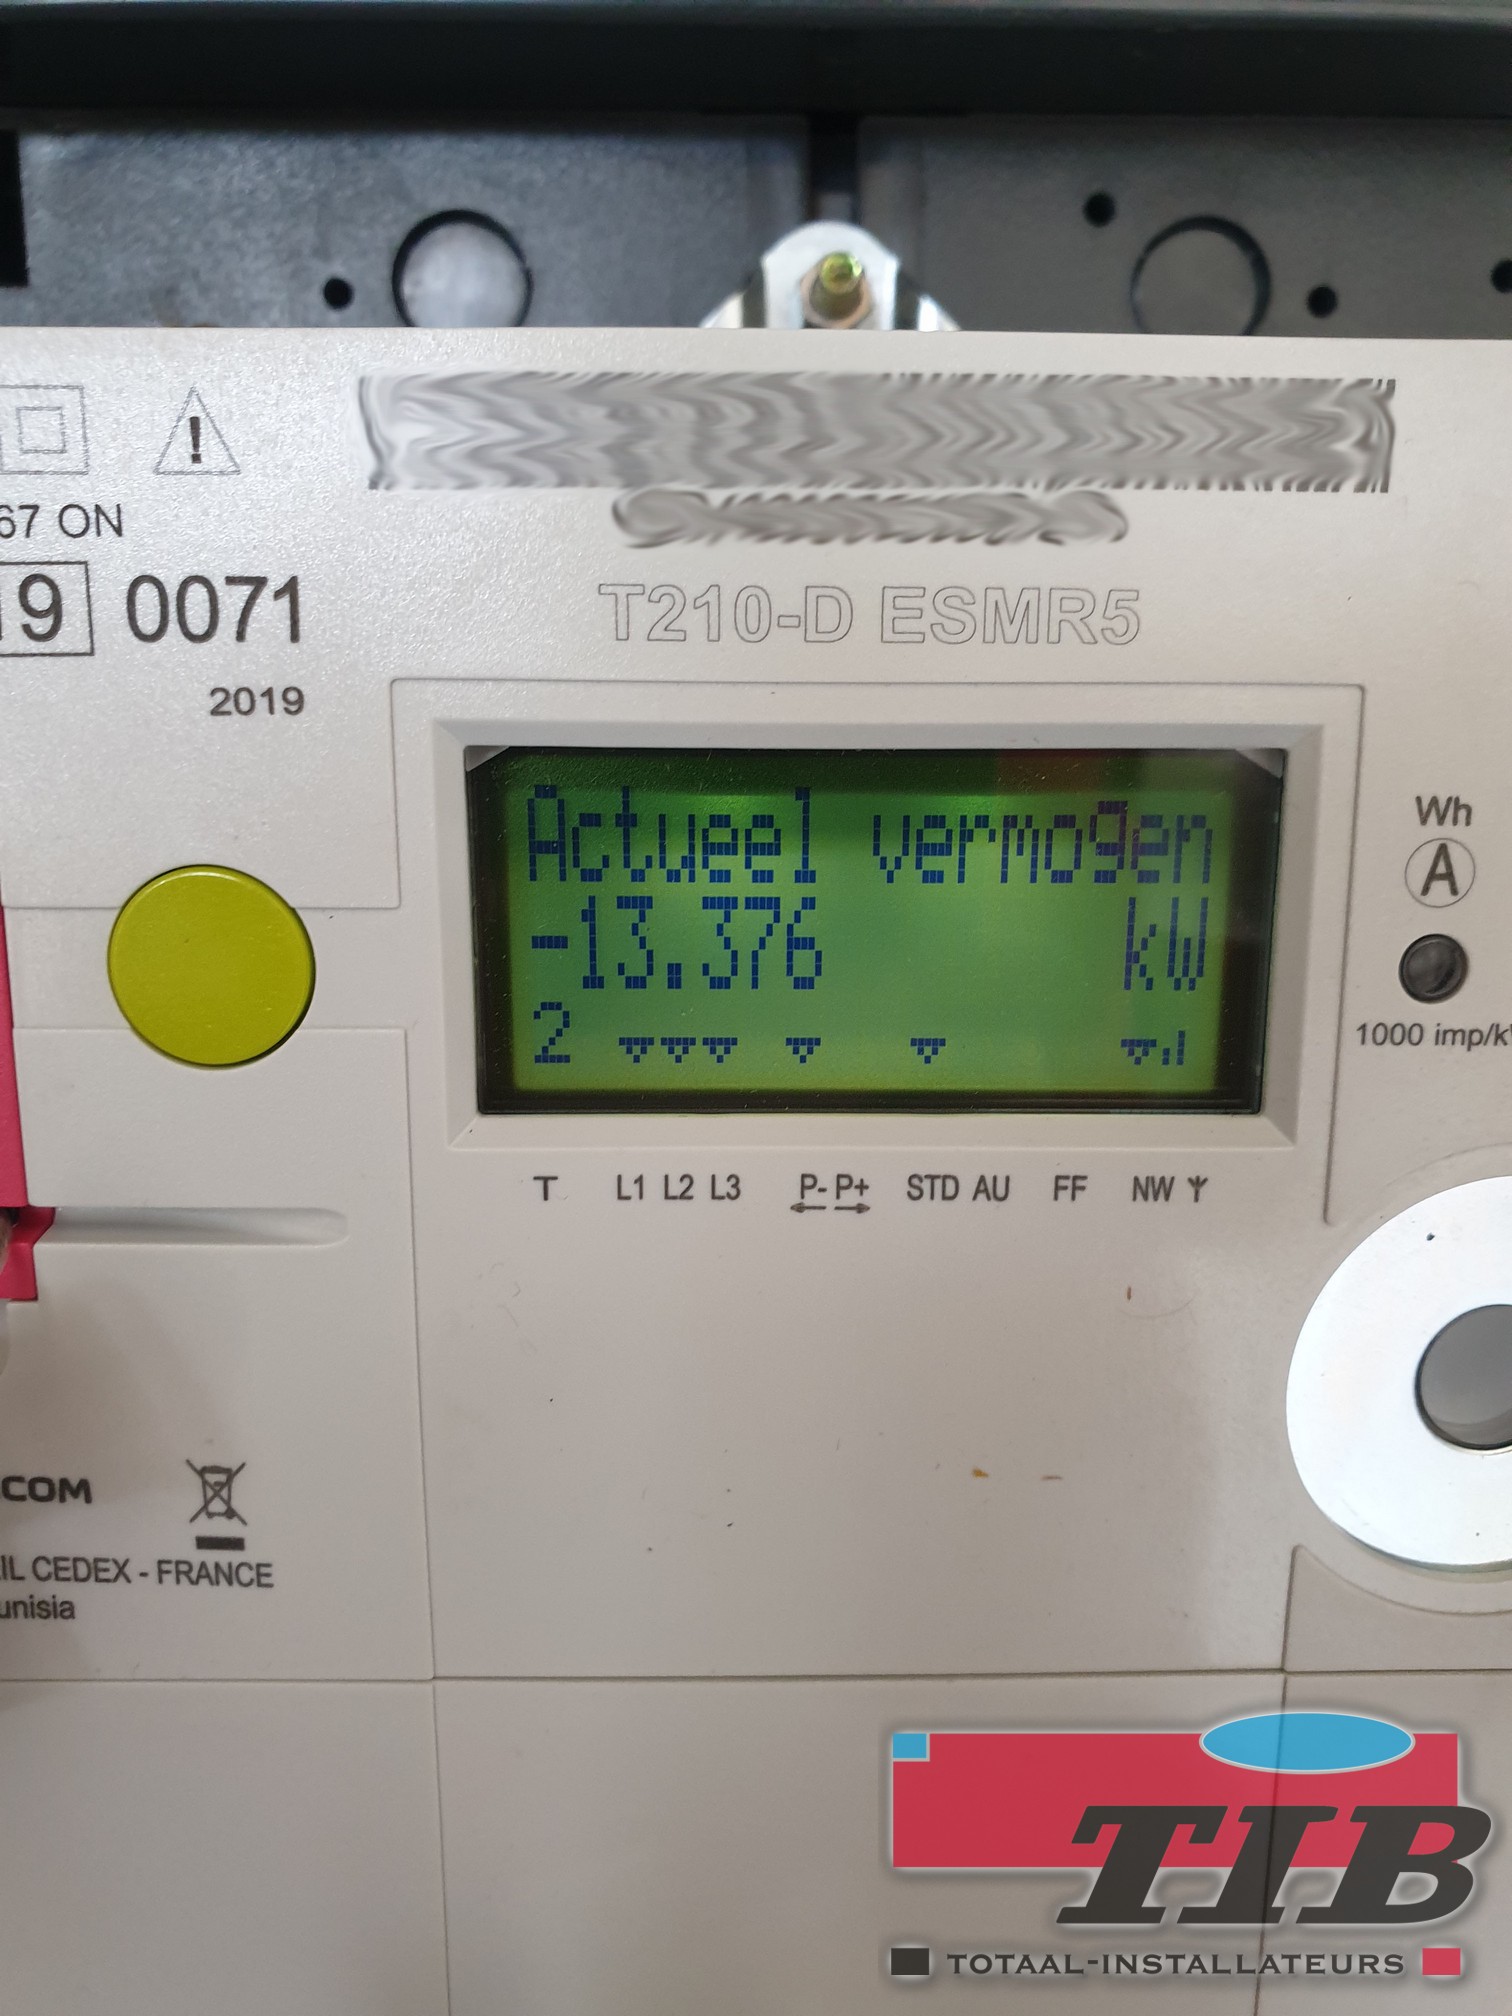 67 ON
19 0071
2019
T210-D ESMR5
Actueel vermogen
-13.376 kW
2
T L1 L2 L3 P- P+ STD AU FF NW
Wh
A
1000 imp/k
.COM
IL CEDEX - FRANCE
unisia
TIB
TOTAAL-INSTALLATEURS